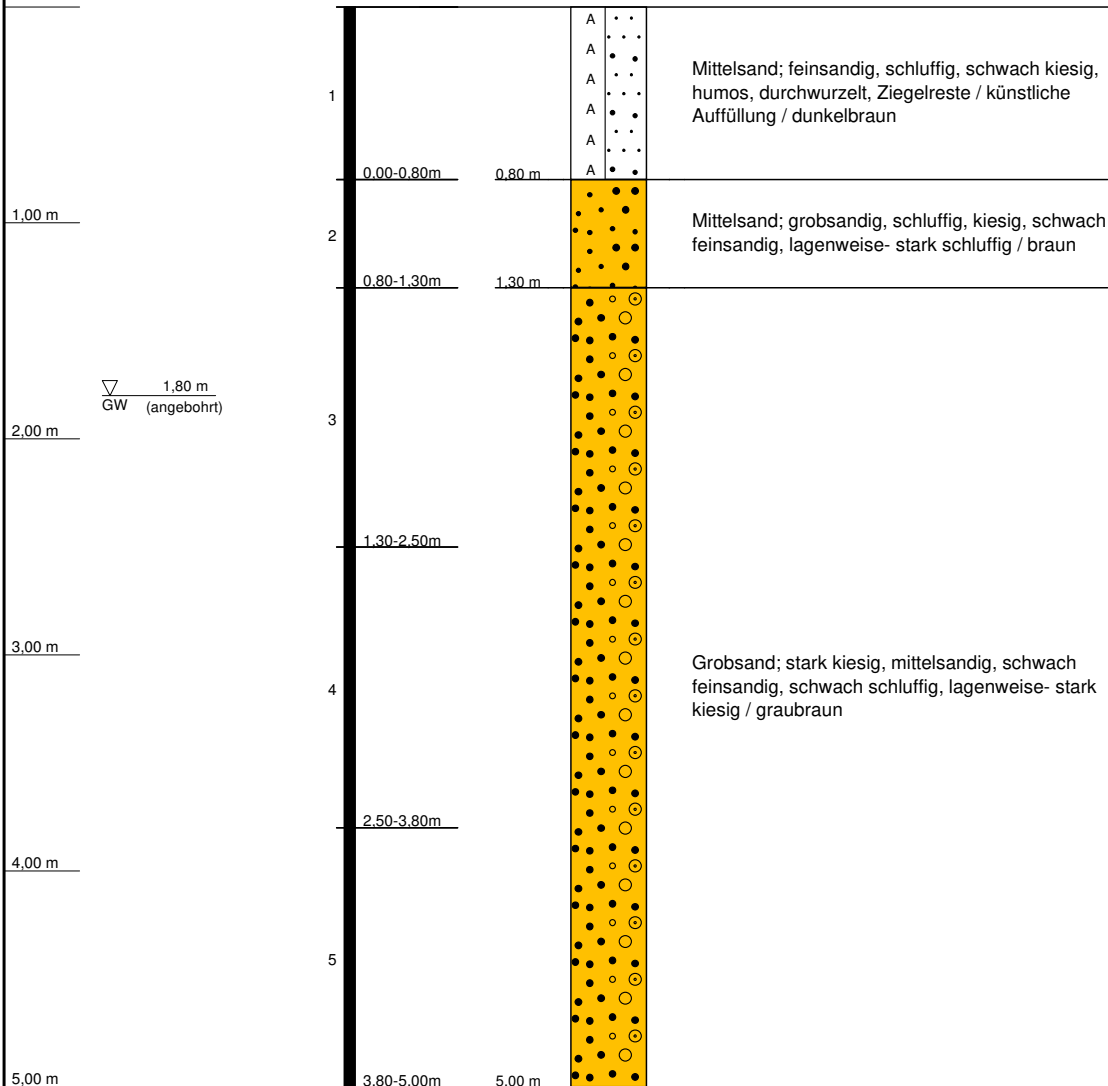 A
A
A
A
A
A
Mittelsand; feinsandig, schluffig, schwach kiesig,
humos, durchwurzelt, Ziegelreste / künstliche
Auffüllung / dunkelbraun
1
0,00-0,80m
0,80 m
1,00 m
Mittelsand; grobsandig, schluffig, kiesig, schwach
feinsandig, lagenweise- stark schluffig / braun
2
0,80-1,30m
1,30 m
1,80 m
GW (angebohrt)
3
2,00 m
1,30-2,50m
3,00 m
Grobsand; stark kiesig, mittelsandig, schwach
feinsandig, schwach schluffig, lagenweise- stark
kiesig / graubraun
4
2,50-3,80m
4,00 m
5
5,00 m
3,80-5,00m
5,00 m